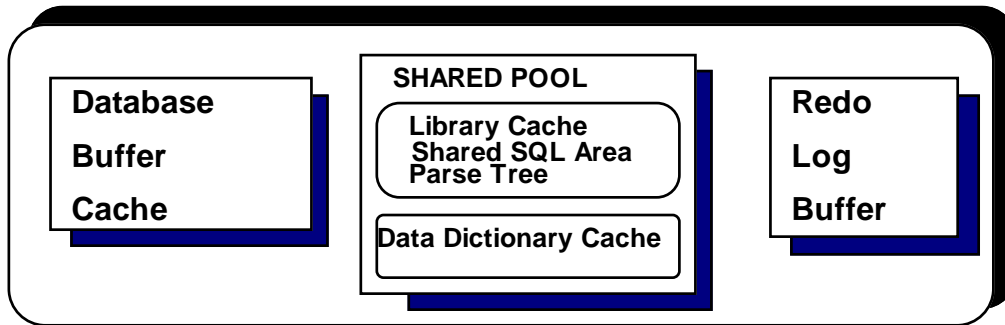 Database
Buffer
Cache
SHARED POOL
Library Cache
Shared SQL Area
Parse Tree
Data Dictionary Cache
Redo
Log
Buffer